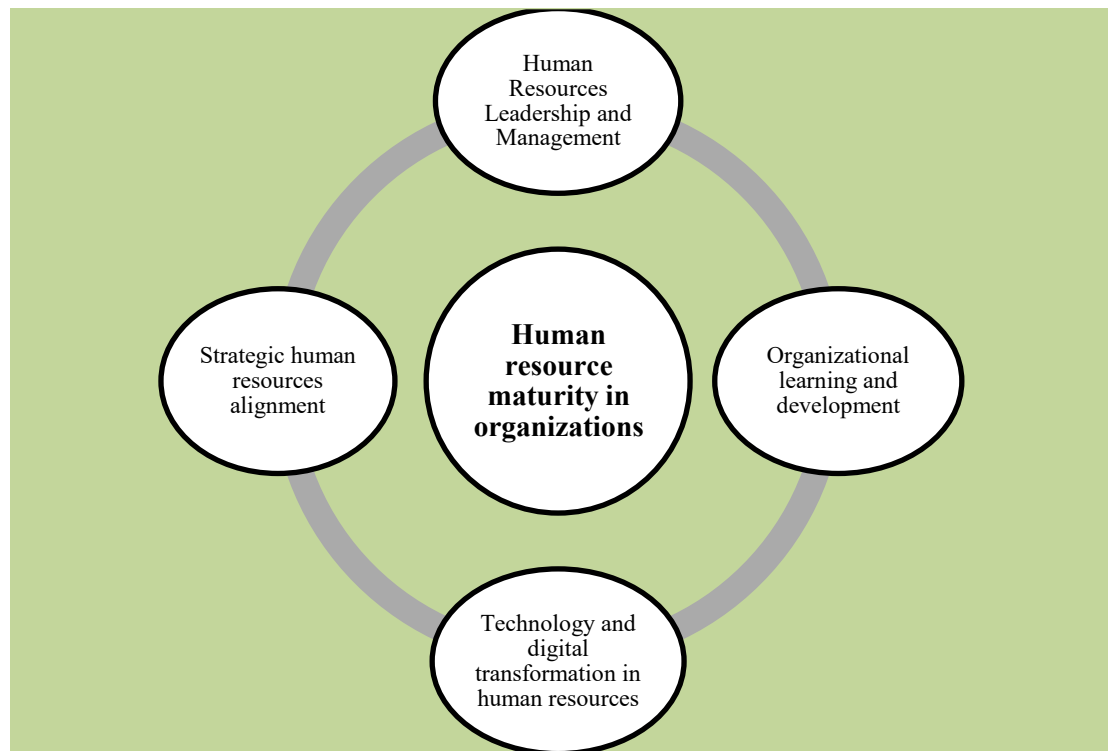 Human
Resources
Leadership and
Management
Strategic human
resources
alignment
Human
resource
maturity in
organizations
Organizational
learning and
development
Technology and
digital
transformation in
human resources